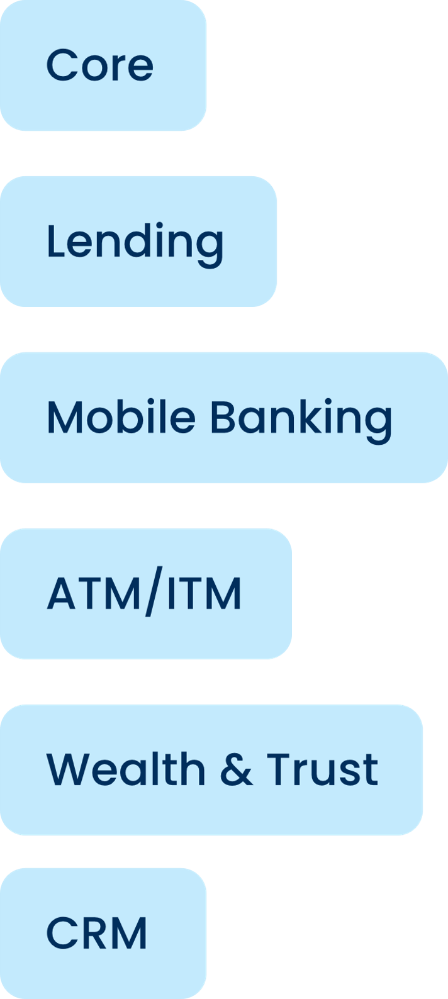 Core
Lending
Mobile Banking
ATM/ITM
Wealth & Trust
CRM